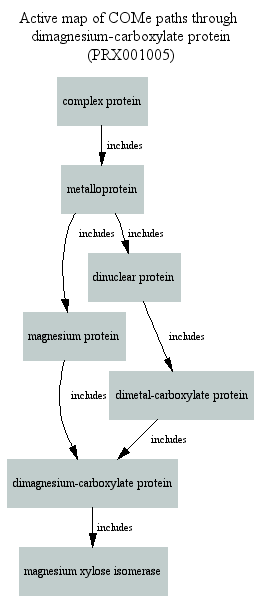 Active map of COMe paths through
dimagnesium-carboxylate protein
(PRX001005)
complex protein
includes
metalloprotein
includes
includes
dinuclear protein
magnesium protein
includes
dimetal-carboxylate protein
includes
includes
dimagnesium-carboxylate protein
includes
magnesium xylose isomerase